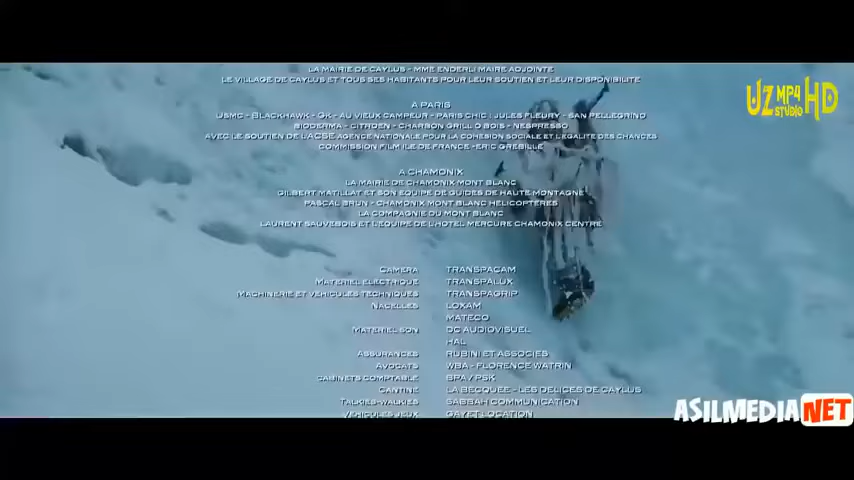 LA MAIRIE DE CAYLUS - MME ENDERLI MAIRE ADJOINTE
LE VILLAGE DE CAYLUS ET TOUS SES HABITANTS POUR LEUR SOUTIEN ET LEUR DISPONIBILITE
UZ MP4 HD
STUDIO
A PARIS
USMC - BLACKHAWK - GK - AU VIEUX CAMPEUR - PARIS CHIC | JULES FLEURY - SAN PELLEGRINO
BIODERMA - CITROEN - CHARBON GRILL O BOIS - NESPRESSO
AVEC LE SOUTIEN DE LACSE AGENCE NATIONALE POUR LA COHESION SOCIALE ET L EGALITE DES CHANCES
COMMISSION FILM ILE DE FRANCE - ERIC GREBILLE
A CHAMONIX
LA MAIRIE DE CHAMONIX MONT BLANC
GILBERT MATILLAT ET SON EQUIPE DE GUIDES DE HAUTE MONTAGNE
PASCAL BRUN - CHAMONIX MONT BLANC HELICOPTERES
LA COMPAGNIE DU MONT BLANC
LAURENT SAUVEBOIS ET L EQUIPE DE L'HOTEL MERCURE CHAMONIX CENTRE
CAMERA TRANSPACAM
MATERIEL ELECTRIQUE TRANSPALUX
MACHINERIE ET VEHICULES TECHNIQUES TRANSPAGRIP
NACELLES LOXAM
MATECO
MATERIEL SON DC AUDIOVISUEL
HAL
ASSURANCES RUBINI ET ASSOCIES
AVOCATS WBA - FLORENCE WATRIN
CABINETS COMPTABLE BPA / PSK
CANTINE LA BECQUEE - LES DELICES DE CAYLUS
TALKIES-WALKIES SABBAH COMMUNICATION
VEHICULES JEUX GAYET LOCATION
ASILMEDIA NET